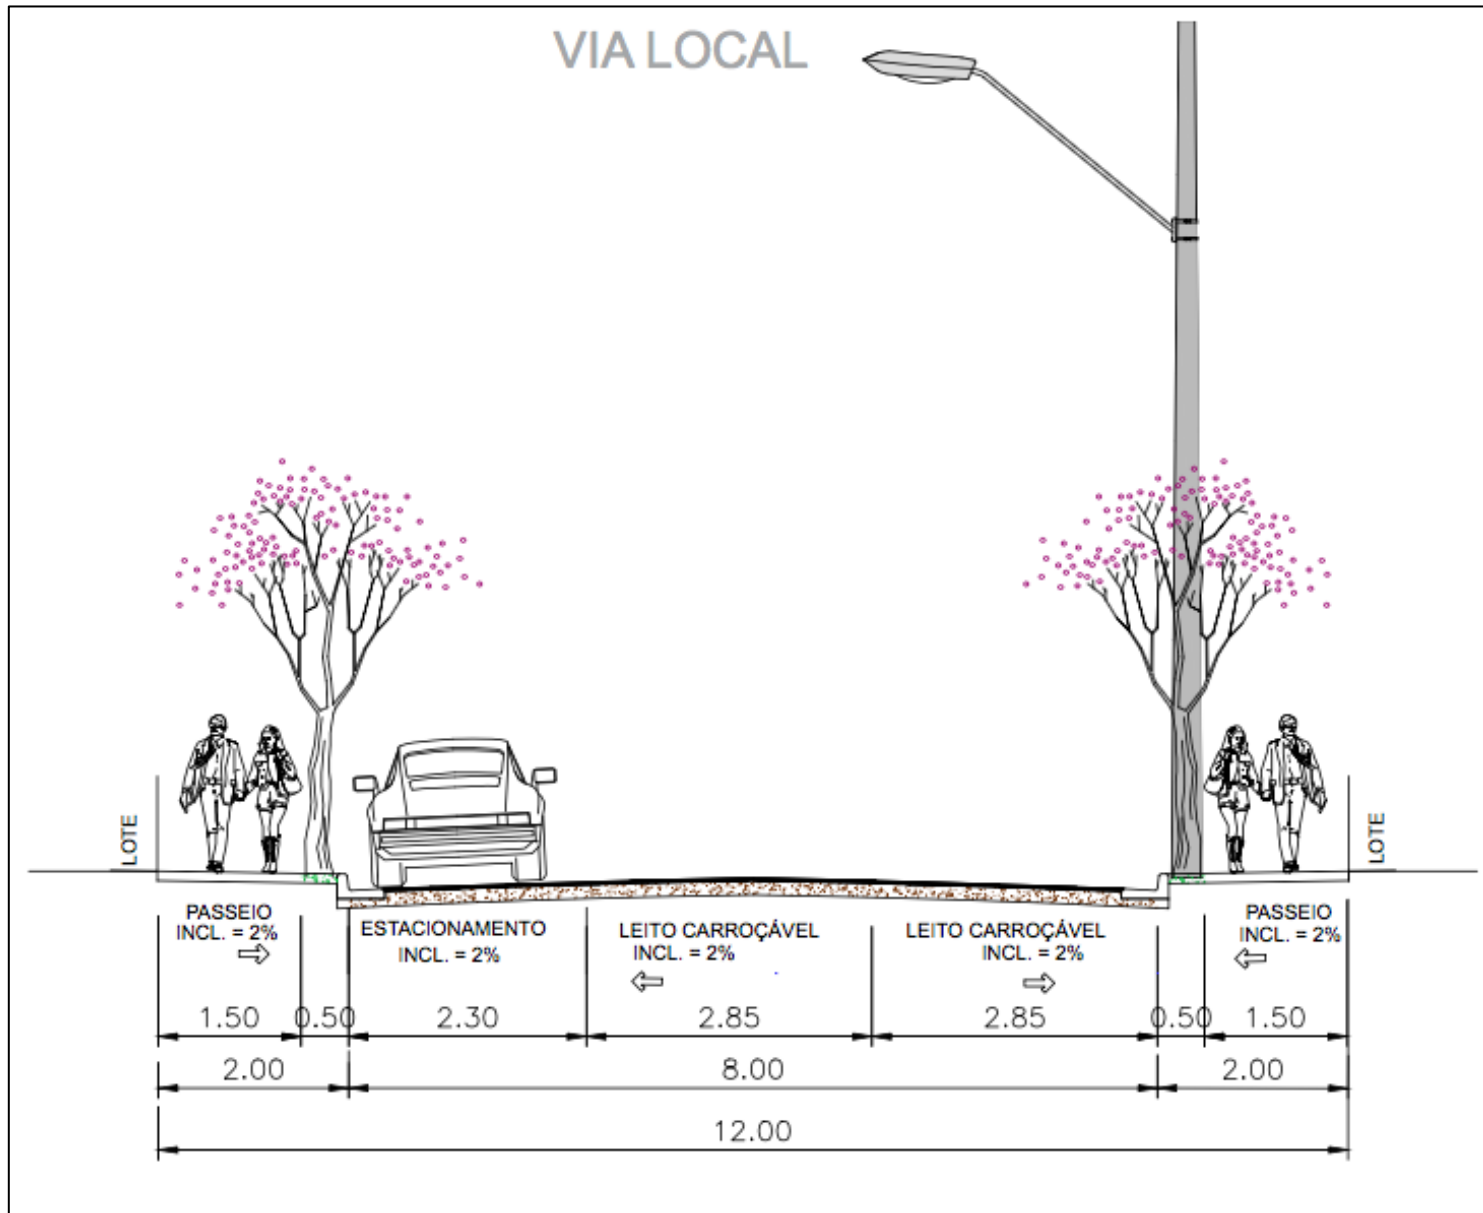 VIA LOCAL
LOTE
LOTE
PASSEIO
INCL. = 2%
ESTACIONAMENTO
INCL. = 2%
LEITO CARROÇÁVEL
INCL. = 2%
LEITO CARROÇÁVEL
INCL. = 2%
PASSEIO
INCL. = 2%
1.50 0.50 2.30 2.85 2.85 0.50 1.50
2.00 8.00 2.00
12.00